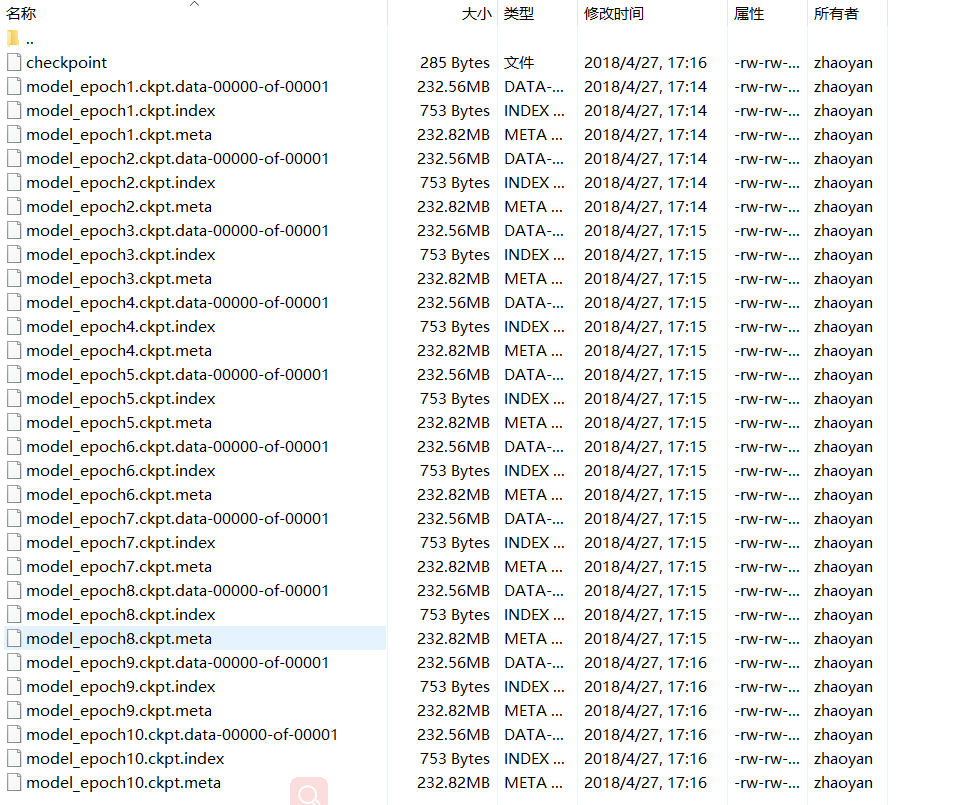 名称 大小 类型 修改时间 属性 所有者
..
checkpoint 285 Bytes 文件 2018/4/27, 17:16 -rw-rw-... zhaoyan
model_epoch1.ckpt.data-00000-of-00001 232.56MB DATA-... 2018/4/27, 17:14 -rw-rw-... zhaoyan
model_epoch1.ckpt.index 753 Bytes INDEX ... 2018/4/27, 17:14 -rw-rw-... zhaoyan
model_epoch1.ckpt.meta 232.82MB META ... 2018/4/27, 17:14 -rw-rw-... zhaoyan
model_epoch2.ckpt.data-00000-of-00001 232.56MB DATA-... 2018/4/27, 17:14 -rw-rw-... zhaoyan
model_epoch2.ckpt.index 753 Bytes INDEX ... 2018/4/27, 17:14 -rw-rw-... zhaoyan
model_epoch2.ckpt.meta 232.82MB META ... 2018/4/27, 17:14 -rw-rw-... zhaoyan
model_epoch3.ckpt.data-00000-of-00001 232.56MB DATA-... 2018/4/27, 17:15 -rw-rw-... zhaoyan
model_epoch3.ckpt.index 753 Bytes INDEX ... 2018/4/27, 17:15 -rw-rw-... zhaoyan
model_epoch3.ckpt.meta 232.82MB META ... 2018/4/27, 17:15 -rw-rw-... zhaoyan
model_epoch4.ckpt.data-00000-of-00001 232.56MB DATA-... 2018/4/27, 17:15 -rw-rw-... zhaoyan
model_epoch4.ckpt.index 753 Bytes INDEX ... 2018/4/27, 17:15 -rw-rw-... zhaoyan
model_epoch4.ckpt.meta 232.82MB META ... 2018/4/27, 17:15 -rw-rw-... zhaoyan
model_epoch5.ckpt.data-00000-of-00001 232.56MB DATA-... 2018/4/27, 17:15 -rw-rw-... zhaoyan
model_epoch5.ckpt.index 753 Bytes INDEX ... 2018/4/27, 17:15 -rw-rw-... zhaoyan
model_epoch5.ckpt.meta 232.82MB META ... 2018/4/27, 17:15 -rw-rw-... zhaoyan
model_epoch6.ckpt.data-00000-of-00001 232.56MB DATA-... 2018/4/27, 17:15 -rw-rw-... zhaoyan
model_epoch6.ckpt.index 753 Bytes INDEX ... 2018/4/27, 17:15 -rw-rw-... zhaoyan
model_epoch6.ckpt.meta 232.82MB META ... 2018/4/27, 17:15 -rw-rw-... zhaoyan
model_epoch7.ckpt.data-00000-of-00001 232.56MB DATA-... 2018/4/27, 17:15 -rw-rw-... zhaoyan
model_epoch7.ckpt.index 753 Bytes INDEX ... 2018/4/27, 17:15 -rw-rw-... zhaoyan
model_epoch7.ckpt.meta 232.82MB META ... 2018/4/27, 17:15 -rw-rw-... zhaoyan
model_epoch8.ckpt.data-00000-of-00001 232.56MB DATA-... 2018/4/27, 17:15 -rw-rw-... zhaoyan
model_epoch8.ckpt.index 753 Bytes INDEX ... 2018/4/27, 17:15 -rw-rw-... zhaoyan
model_epoch8.ckpt.meta 232.82MB META ... 2018/4/27, 17:15 -rw-rw-... zhaoyan
model_epoch9.ckpt.data-00000-of-00001 232.56MB DATA-... 2018/4/27, 17:16 -rw-rw-... zhaoyan
model_epoch9.ckpt.index 753 Bytes INDEX ... 2018/4/27, 17:16 -rw-rw-... zhaoyan
model_epoch9.ckpt.meta 232.82MB META ... 2018/4/27, 17:16 -rw-rw-... zhaoyan
model_epoch10.ckpt.data-00000-of-00001 232.56MB DATA-... 2018/4/27, 17:16 -rw-rw-... zhaoyan
model_epoch10.ckpt.index 753 Bytes INDEX ... 2018/4/27, 17:16 -rw-rw-... zhaoyan
model_epoch10.ckpt.meta 232.82MB META ... 2018/4/27, 17:16 -rw-rw-... zhaoyan